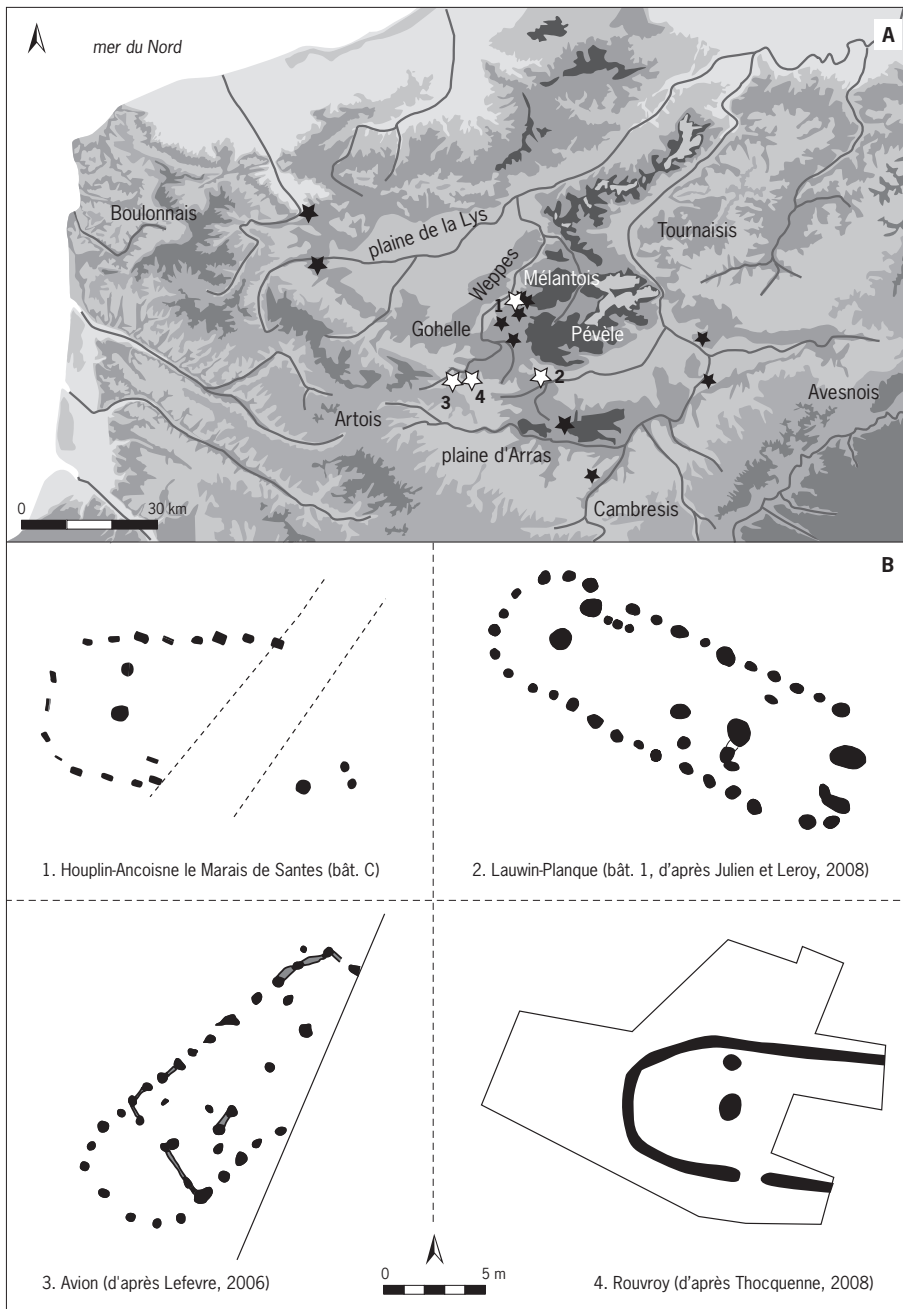 A
mer du Nord
Boulonnais
plaine de la Lys
Tournaisis
Weppes
Mélantois
1
Gohelle
Pévèle
2
3
4
Avesnois
Artois
plaine d'Arras
Cambresis
0 30 km
B
1. Houplin-Ancoisne le Marais de Santes (bât. C)
2. Lauwin-Planque (bât. 1, d’après Julien et Leroy, 2008)
3. Avion (d'après Lefevre, 2006)
0 5 m
4. Rouvroy (d’après Thocquenne, 2008)